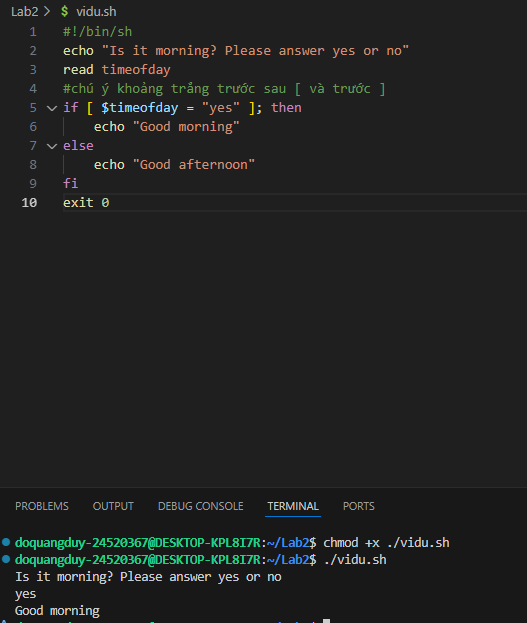 Lab2 > $ vidu.sh
1 #!/bin/sh
2 echo "Is it morning? Please answer yes or no"
3 read timeofday
4 #chú ý khoảng trắng trước sau [ và trước ]
5 if [ $timeofday = "yes" ]; then
6 echo "Good morning"
7 else
8 echo "Good afternoon"
9 fi
10 exit 0
PROBLEMS OUTPUT DEBUG CONSOLE TERMINAL PORTS
doquangduy-24520367@DESKTOP-KPL8I7R:~/Lab2$ chmod +x ./vidu.sh
doquangduy-24520367@DESKTOP-KPL8I7R:~/Lab2$ ./vidu.sh
Is it morning? Please answer yes or no
yes
Good morning